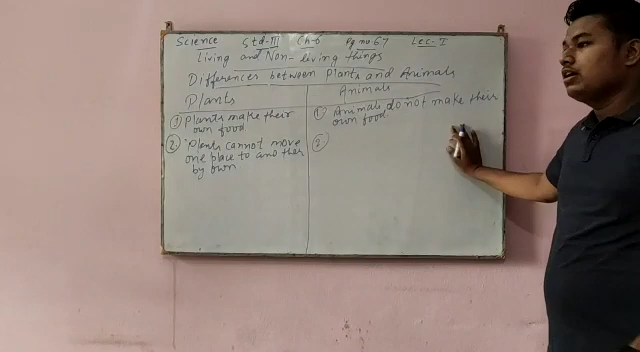 Science Std-III Ch-6 Pg no-67 Lec-I
Living and Non-living things
Differences between Plants and Animals
Plants
① Plants make their
own food
② Plants cannot move
one place to another
by own
Animals
① Animals do not make their
own food
②